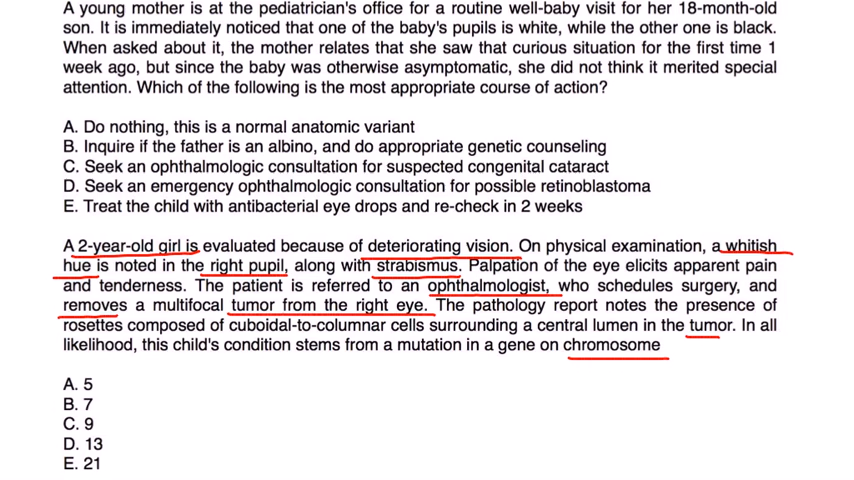 A young mother is at the pediatrician's office for a routine well-baby visit for her 18-month-old
son. It is immediately noticed that one of the baby's pupils is white, while the other one is black.
When asked about it, the mother relates that she saw that curious situation for the first time 1
week ago, but since the baby was otherwise asymptomatic, she did not think it merited special
attention. Which of the following is the most appropriate course of action?
A. Do nothing, this is a normal anatomic variant
B. Inquire if the father is an albino, and do appropriate genetic counseling
C. Seek an ophthalmologic consultation for suspected congenital cataract
D. Seek an emergency ophthalmologic consultation for possible retinoblastoma
E. Treat the child with antibacterial eye drops and re-check in 2 weeks
A 2-year-old girl is evaluated because of deteriorating vision. On physical examination, a whitish
hue is noted in the right pupil, along with strabismus. Palpation of the eye elicits apparent pain
and tenderness. The patient is referred to an ophthalmologist, who schedules surgery, and
removes a multifocal tumor from the right eye. The pathology report notes the presence of
rosettes composed of cuboidal-to-columnar cells surrounding a central lumen in the tumor. In all
likelihood, this child's condition stems from a mutation in a gene on chromosome
A. 5
B. 7
C. 9
D. 13
E. 21